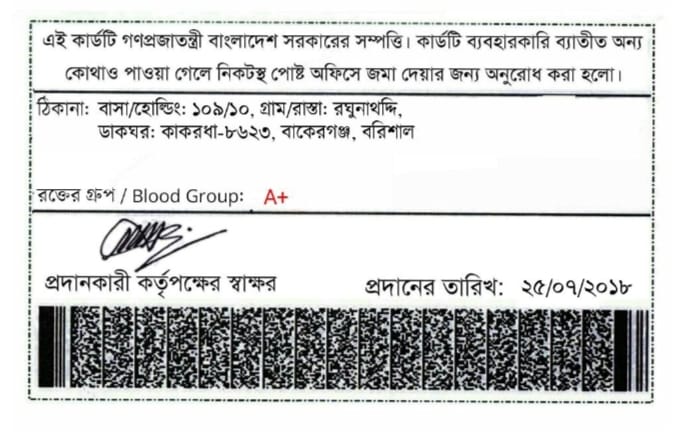 এই কার্ডটি গণপ্রজাতন্ত্রী বাংলাদেশ সরকারের সম্পত্তি। কার্ডটি ব্যবহারকারি ব্যাতীত অন্য
কোথাও পাওয়া গেলে নিকটস্থ পোষ্ট অফিসে জমা দেয়ার জন্য অনুরোধ করা হলো।
ঠিকানা: বাসা/হোল্ডিং: ১০৯/১০, গ্রাম/রাস্তা: রঘুনাথদ্দি,
ডাকঘর: কাকরধা-৮৬২৩, বাকেরগঞ্জ, বরিশাল
রক্তের গ্রুপ / Blood Group: A+
প্রদানকারী কর্তৃপক্ষের স্বাক্ষর প্রদানের তারিখ: ২৫/০৭/২০১৮